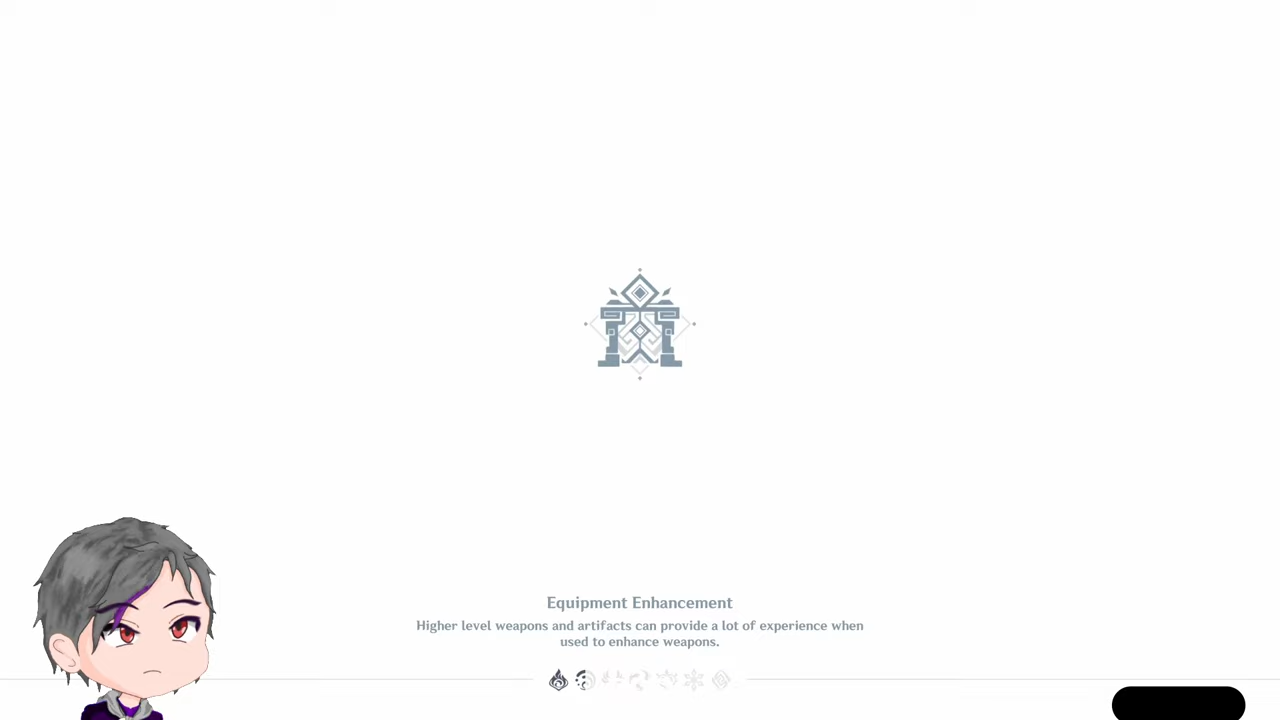 Equipment Enhancement
Higher level weapons and artifacts can provide a lot of experience when
used to enhance weapons.